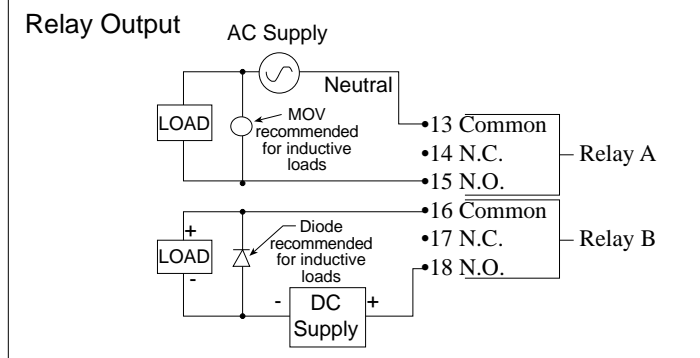 Relay Output
AC Supply
Neutral
LOAD
MOV
recommended
for inductive
loads
•13 Common
•14 N.C.
•15 N.O.
Relay A
•16 Common
•17 N.C.
•18 N.O.
Relay B
+
LOAD
-
Diode
recommended
for inductive
loads
-
DC
Supply
+